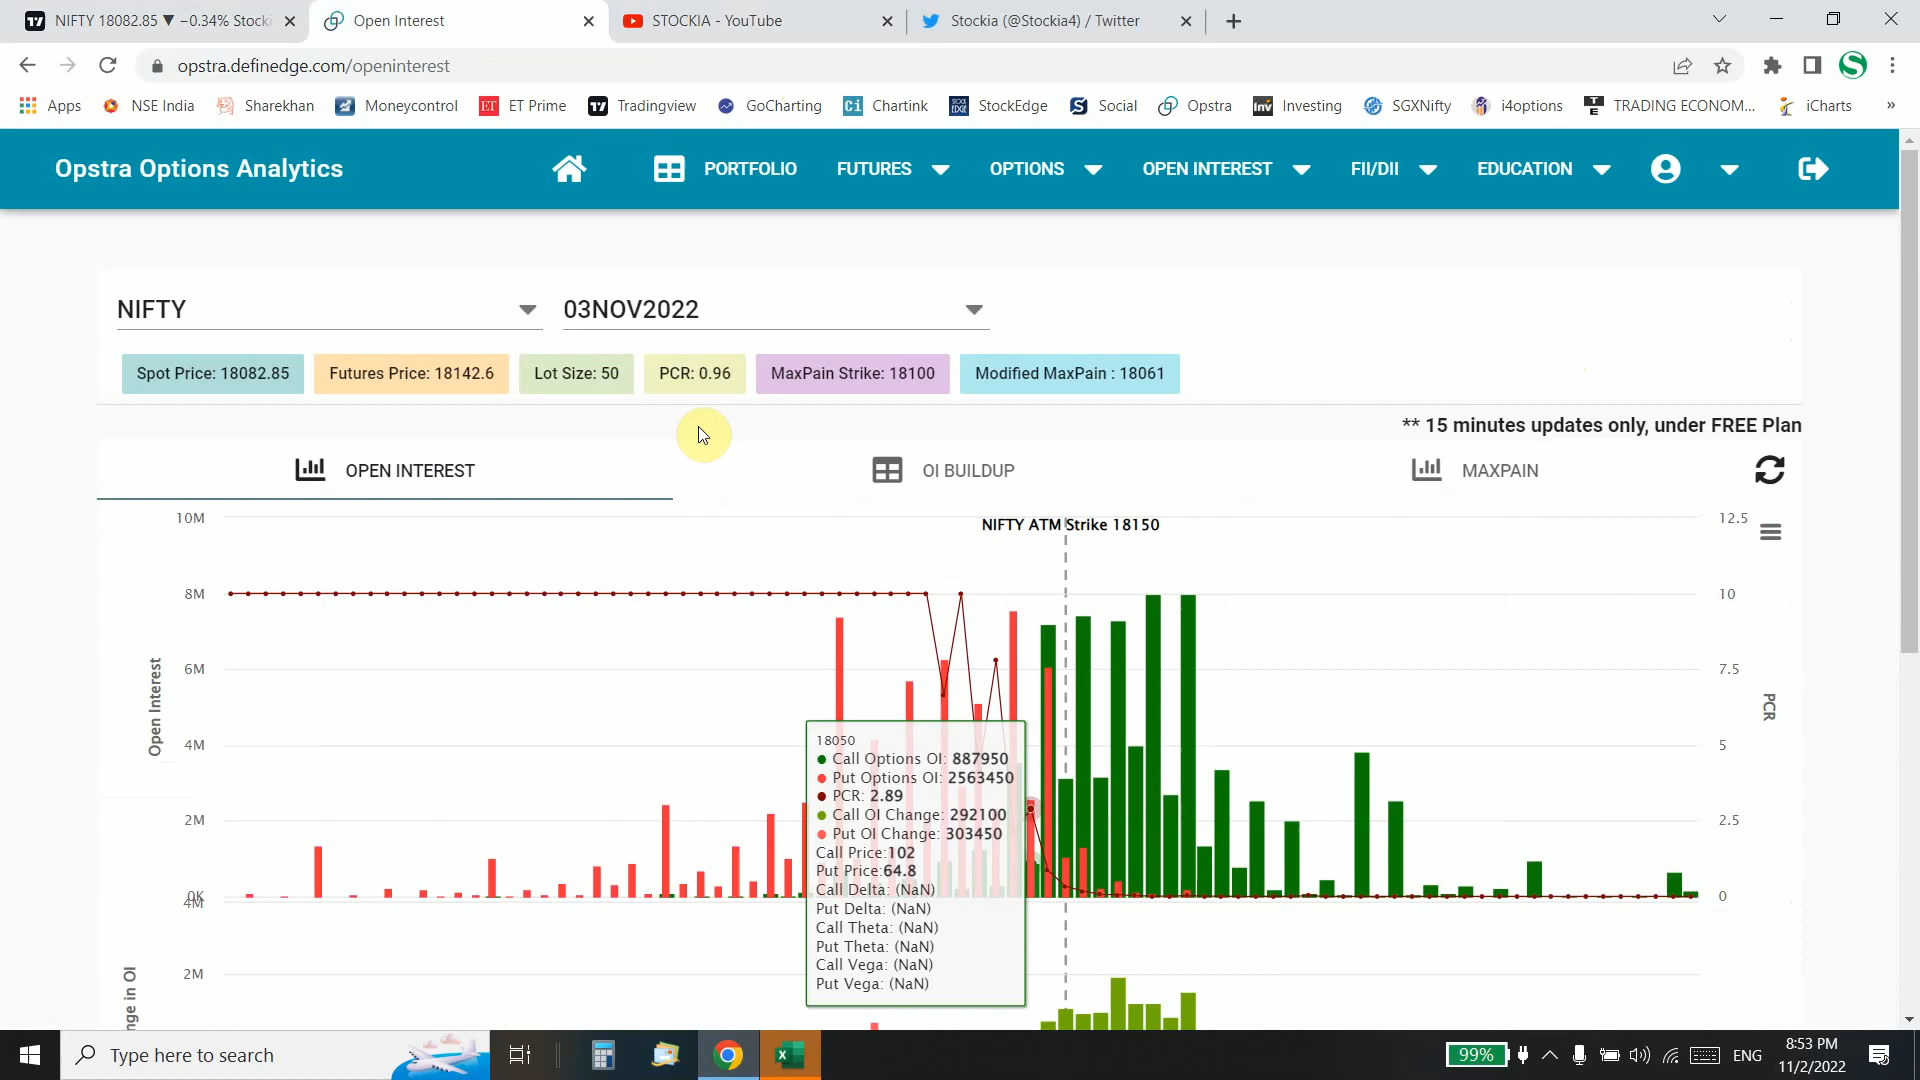 NIFTY 18082.85 ▼ −0.34% Stocki
Open Interest
STOCKIA - YouTube
Stockia (@Stockia4) / Twitter
opstra.definedge.com/openinterest
Apps
NSE India
Sharekhan
Moneycontrol
ET Prime
Tradingview
GoCharting
Chartink
StockEdge
Social
Opstra
Investing
SGXNifty
i4options
TRADING ECONOM...
iCharts
»
Opstra Options Analytics
PORTFOLIO
FUTURES
OPTIONS
OPEN INTEREST
FII/DII
EDUCATION
NIFTY
03NOV2022
Spot Price: 18082.85
Futures Price: 18142.6
Lot Size: 50
PCR: 0.96
MaxPain Strike: 18100
Modified MaxPain : 18061
** 15 minutes updates only, under FREE Plan
OPEN INTEREST
OI BUILDUP
MAXPAIN
NIFTY ATM Strike 18150
10M
8M
6M
4M
2M
0K
Open Interest
12.5
10
7.5
5
2.5
0
PCR
18050
Call Options OI: 887950
Put Options OI: 2563450
PCR: 2.89
Call OI Change: 292100
Put OI Change: 303450
Call Price:102
Put Price:64.8
Call Delta: (NaN)
Put Delta: (NaN)
Call Theta: (NaN)
Put Theta: (NaN)
Call Vega: (NaN)
Put Vega: (NaN)
4M
2M
nge in OI
Type here to search
99%
ENG
8:53 PM
11/2/2022